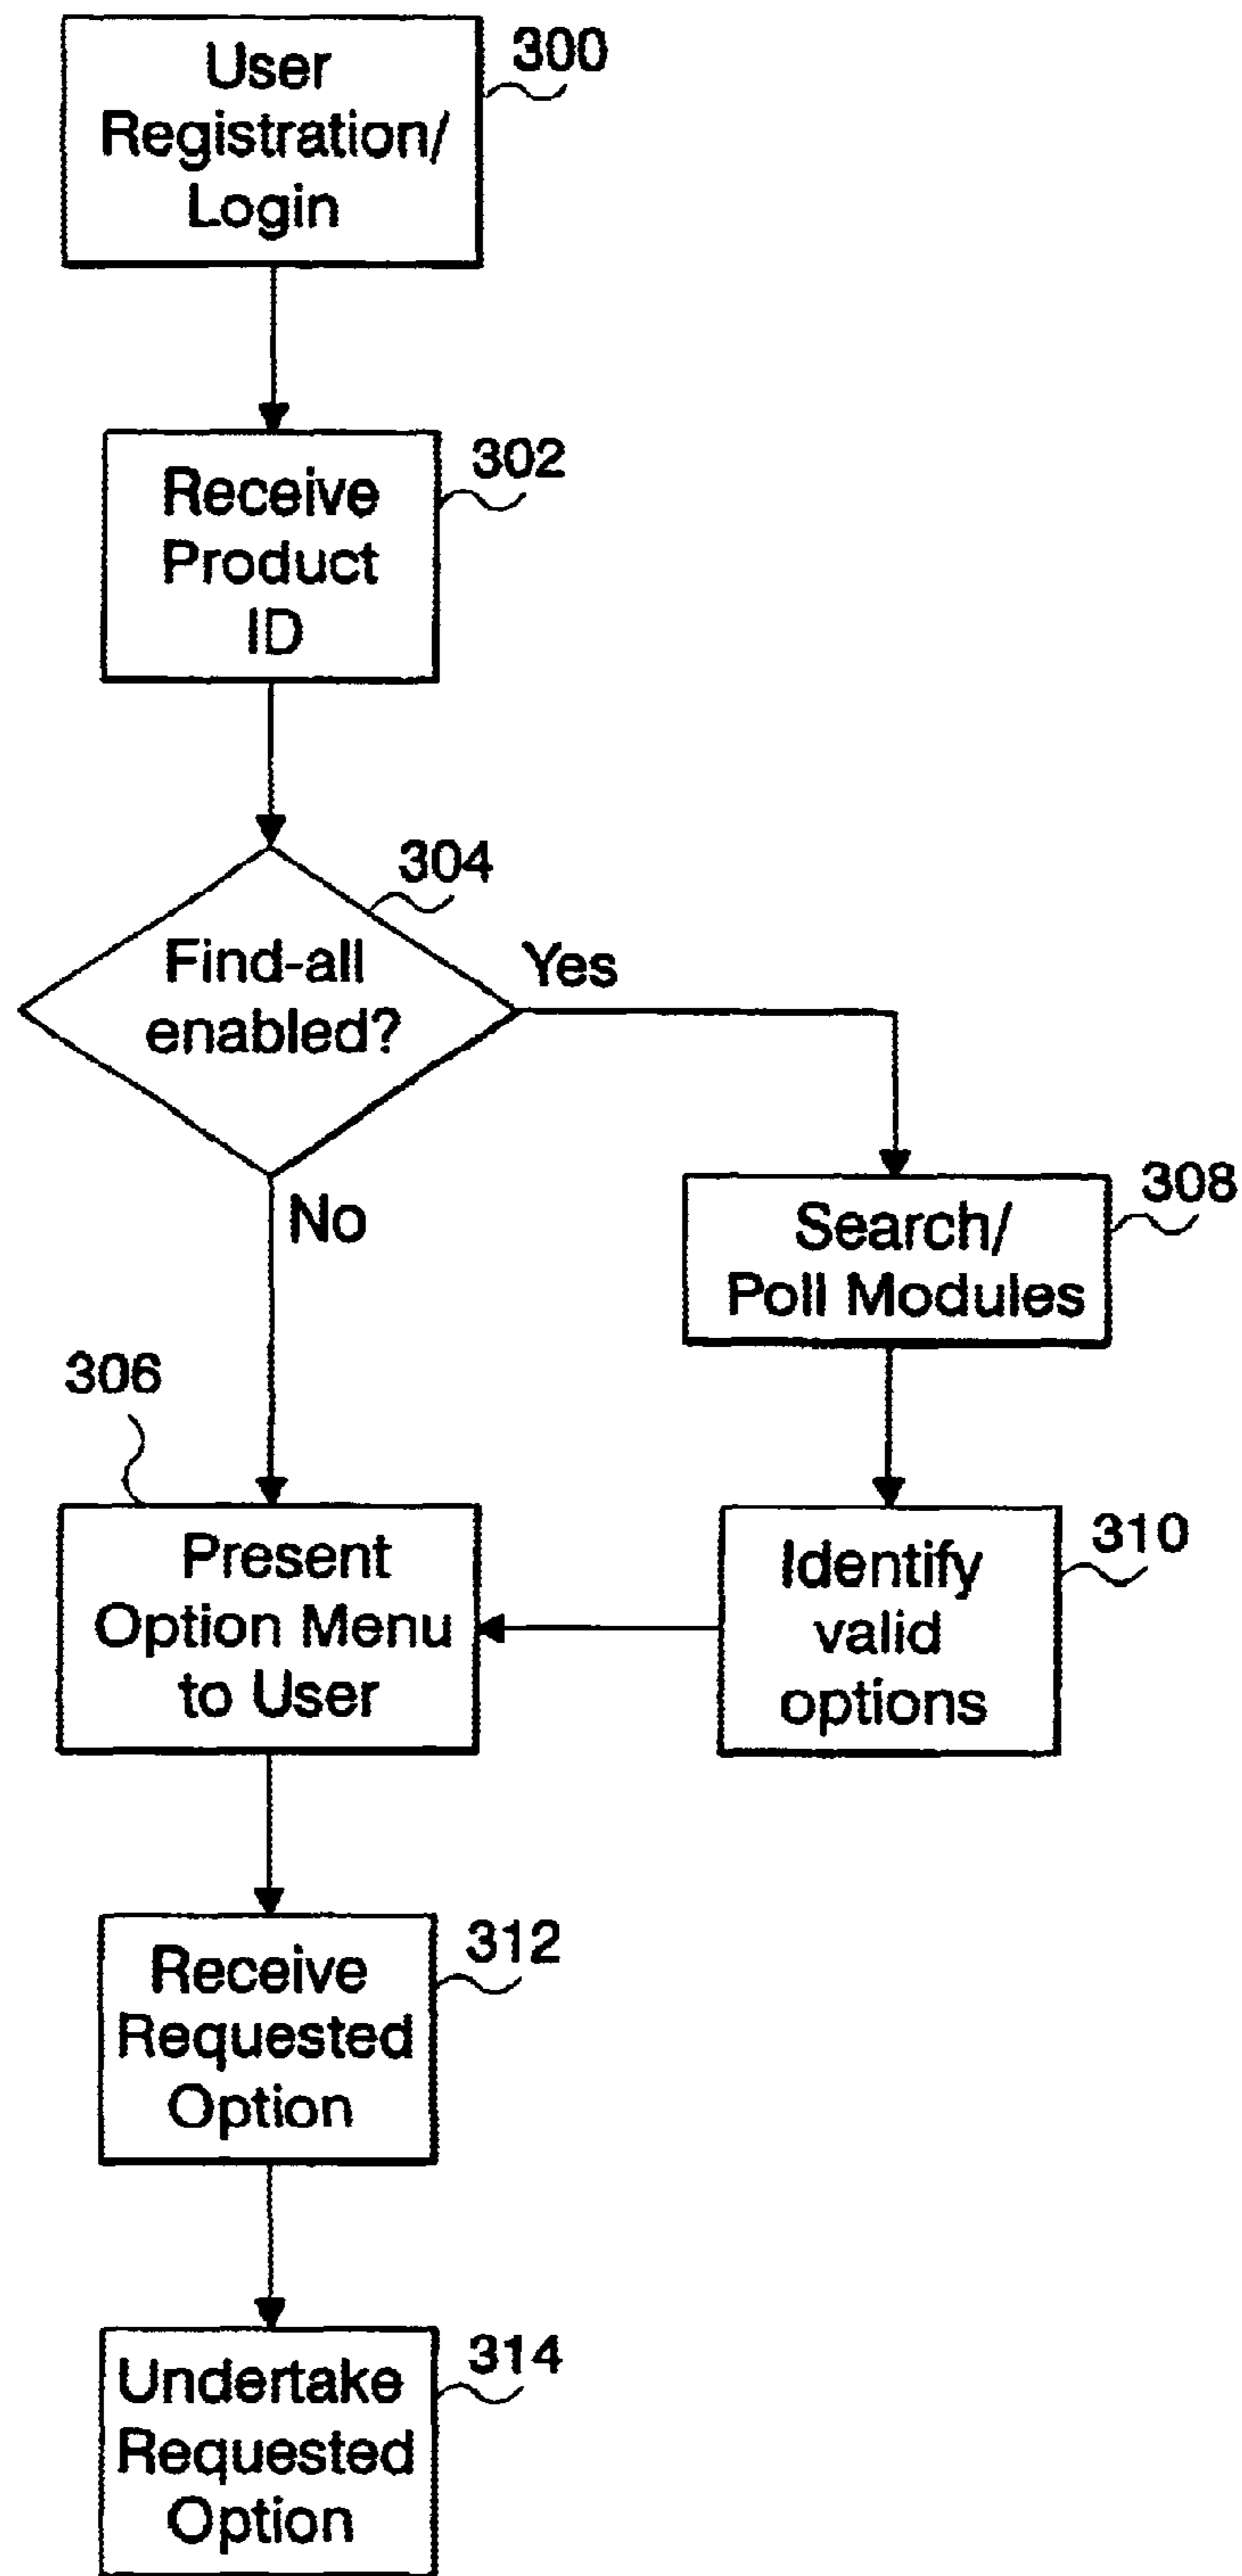 User
Registration/
Login
300
Receive
Product
ID
302
304
Find-all
enabled?
Yes
No
Search/
Poll Modules
308
306
Present
Option Menu
to User
Identify
valid
options
310
Receive
Requested
Option
312
Undertake
Requested
Option
314